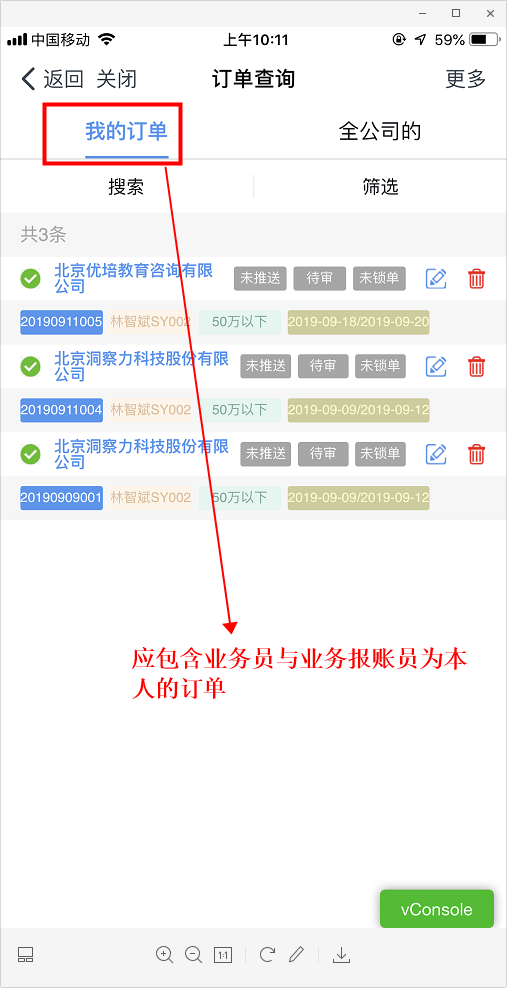 中国移动 上午10:11 59%
返回 关闭 订单查询 更多
我的订单 全公司的
搜索 筛选
共3条
北京优培教育咨询有限
公司
未推送 待审 未锁单
20190911005 林智斌SY002 50万以下 2019-09-18/2019-09-20
北京洞察力科技股份有限
公司
未推送 待审 未锁单
20190911004 林智斌SY002 50万以下 2019-09-09/2019-09-12
北京洞察力科技股份有限
公司
未推送 待审 未锁单
20190909001 林智斌SY002 50万以下 2019-09-09/2019-09-12
应包含业务员与业务报账员为本
人的订单
vConsole
1:1